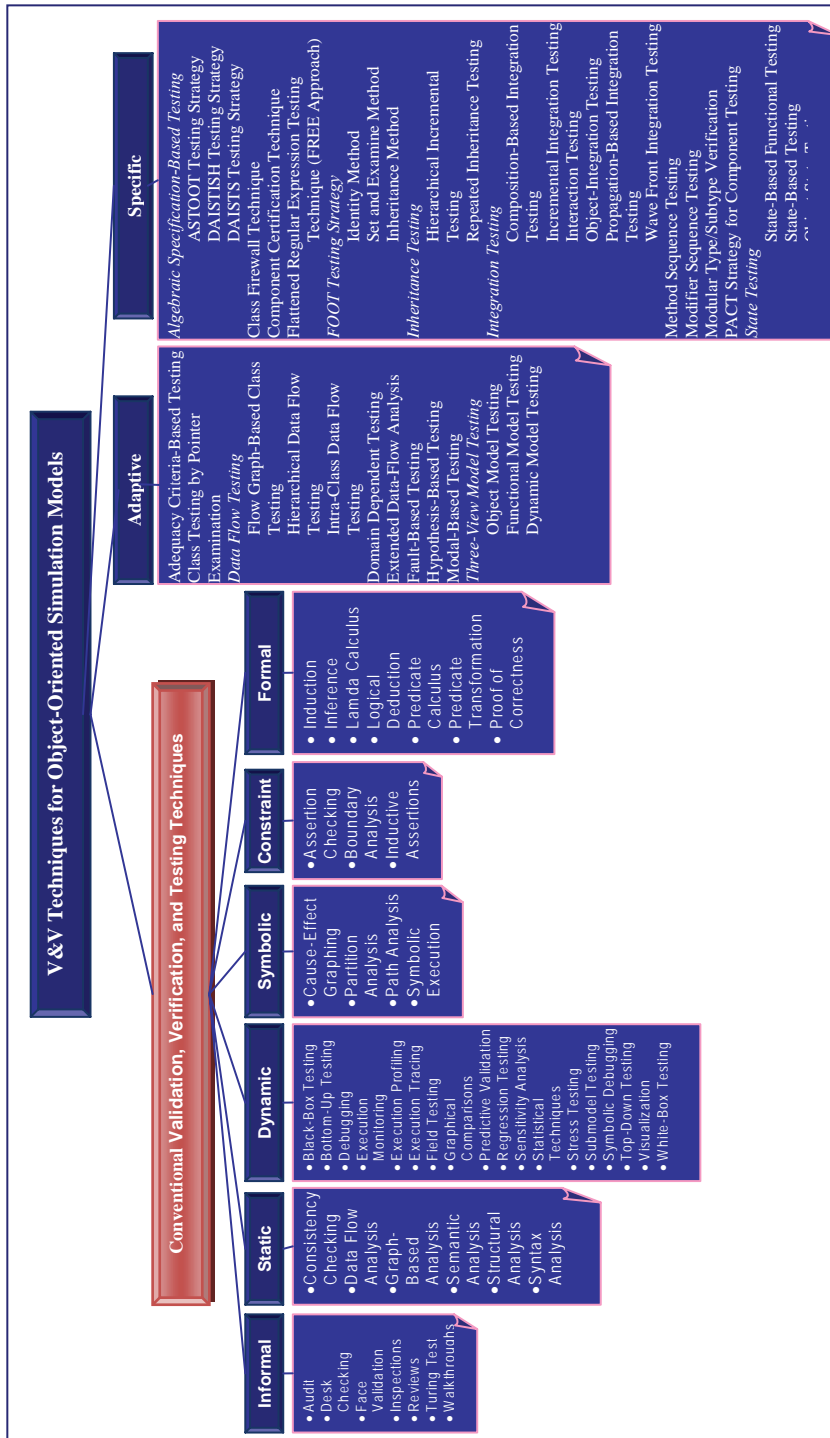 V&V Techniques for Object-Oriented Simulation Models
Conventional Validation, Verification, and Testing Techniques
Adaptive
Specific
Informal
Static
Dynamic
Symbolic
Constraint
Formal
• Audit
• Desk
Checking
• Face
Validation
• Inspections
• Reviews
• Turing Test
• Walkthroughs
• Consistency
Checking
• Data Flow
Analysis
• Graph-
Based
Analysis
• Semantic
Analysis
• Structural
Analysis
• Syntax
Analysis
• Black-Box Testing
• Bottom-Up Testing
• Debugging
• Execution
Monitoring
• Execution Profiling
• Execution Tracing
• Field Testing
• Graphical
Comparisons
• Predictive Validation
• Regression Testing
• Sensitivity Analysis
• Statistical
Techniques
• Stress Testing
• Submodel Testing
• Symbolic Debugging
• Top-Down Testing
• Visualization
• White-Box Testing
• Cause-Effect
Graphing
• Partition
Analysis
• Path Analysis
• Symbolic
Execution
• Assertion
Checking
• Boundary
Analysis
• Inductive
Assertions
• Induction
• Inference
• Lamda Calculus
• Logical
Deduction
• Predicate
Calculus
• Predicate
Transformation
• Proof of
Correctness
Adequacy Criteria-Based Testing
Class Testing by Pointer
Examination
Data Flow Testing
Flow Graph-Based Class
Testing
Hierarchical Data Flow
Testing
Intra-Class Data Flow
Testing
Domain Dependent Testing
Extended Data-Flow Analysis
Fault-Based Testing
Hypothesis-Based Testing
Modal-Based Testing
Three-View Model Testing
Object Model Testing
Functional Model Testing
Dynamic Model Testing
Algebraic Specification-Based Testing
ASTOOT Testing Strategy
DAISTISH Testing Strategy
DAISTS Testing Strategy
Class Firewall Technique
Component Certification Technique
Flattened Regular Expression Testing
Technique (FREE Approach)
FOOT Testing Strategy
Identity Method
Set and Examine Method
Inheritance Method
Inheritance Testing
Hierarchical Incremental
Testing
Repeated Inheritance Testing
Integration Testing
Composition-Based Integration
Testing
Incremental Integration Testing
Interaction Testing
Object-Integration Testing
Propagation-Based Integration
Testing
Wave Front Integration Testing
Method Sequence Testing
Modifier Sequence Testing
Modular Type/Subtype Verification
PACT Strategy for Component Testing
State Testing
State-Based Functional Testing
State-Based Testing